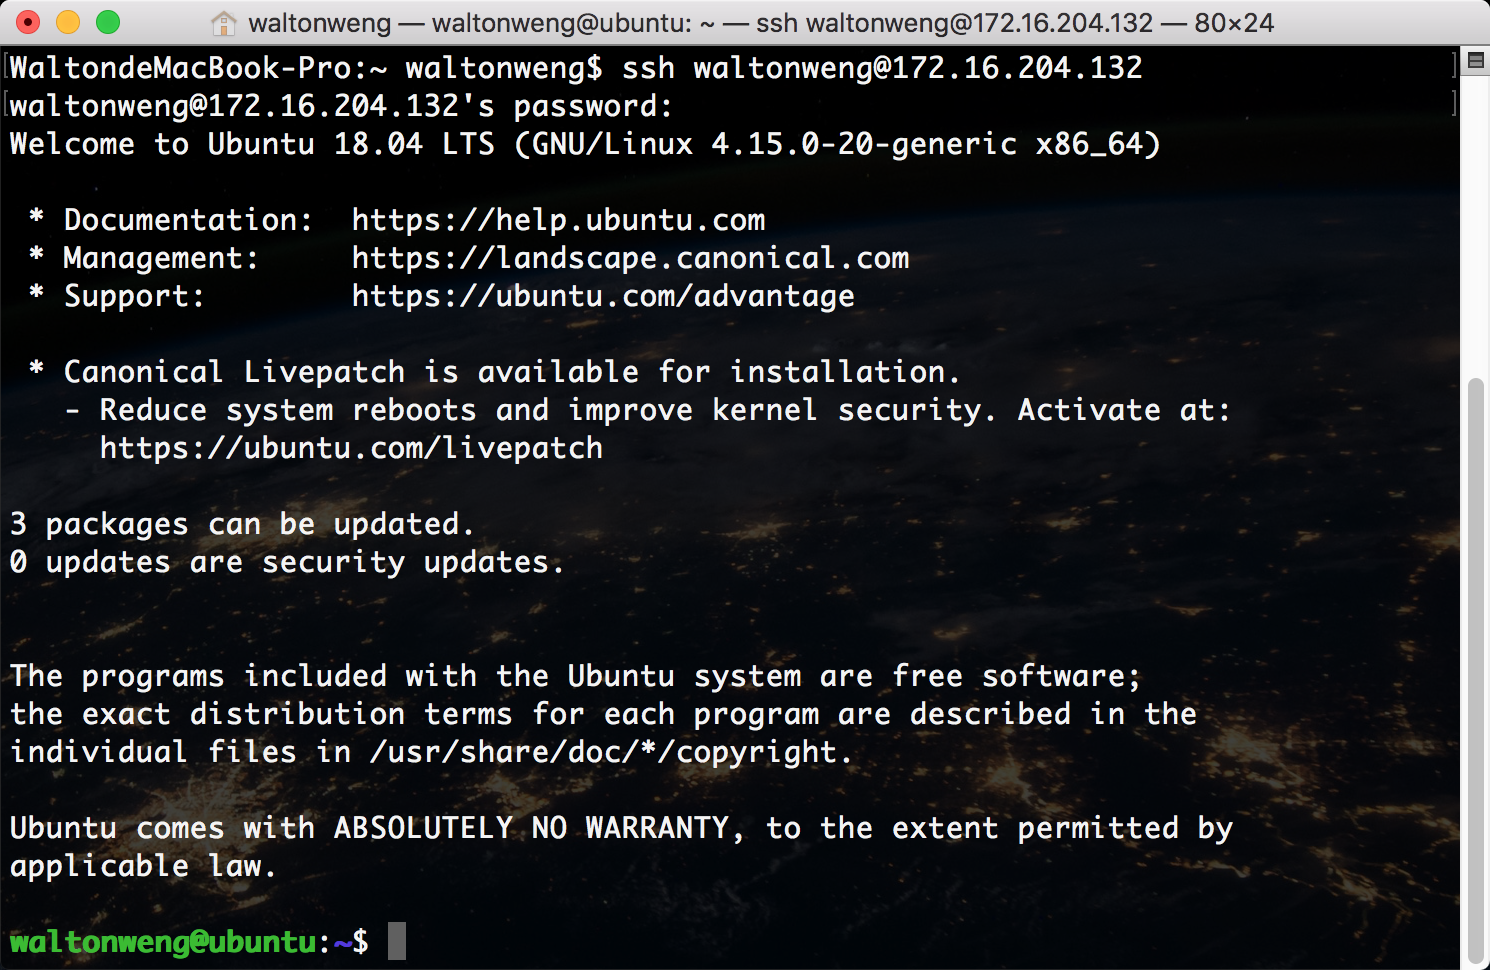 waltonweng — waltonweng@ubuntu: ~ — ssh waltonweng@172.16.204.132 — 80×24
[WaltondeMacBook-Pro:~ waltonweng$ ssh waltonweng@172.16.204.132 ]
[waltonweng@172.16.204.132's password: ]
Welcome to Ubuntu 18.04 LTS (GNU/Linux 4.15.0-20-generic x86_64)
* Documentation:  https://help.ubuntu.com
* Management:     https://landscape.canonical.com
* Support:        https://ubuntu.com/advantage
* Canonical Livepatch is available for installation.
- Reduce system reboots and improve kernel security. Activate at:
https://ubuntu.com/livepatch
3 packages can be updated.
0 updates are security updates.
The programs included with the Ubuntu system are free software;
the exact distribution terms for each program are described in the
individual files in /usr/share/doc/*/copyright.
Ubuntu comes with ABSOLUTELY NO WARRANTY, to the extent permitted by
applicable law.
waltonweng@ubuntu:~$